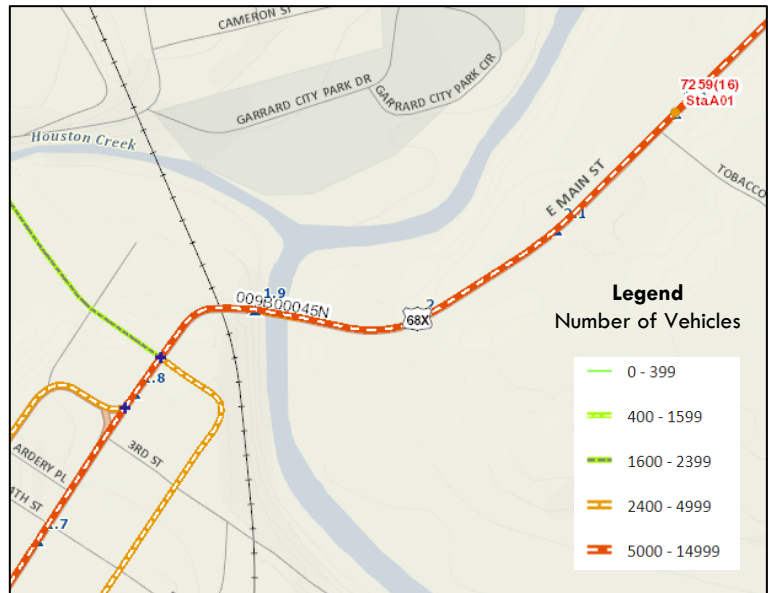 CAMERON ST
GARRARD CITY PARK DR
GARRARD CITY PARK CIR
7259(16)
StaA01
Houston Creek
TOBACCO
E MAIN ST
2.1
1.9
009B00045N
2
68X
1.8
3RD ST
ARDERY PL
4TH ST
1.7
Legend
Number of Vehicles
0 - 399
400 - 1599
1600 - 2399
2400 - 4999
5000 - 14999